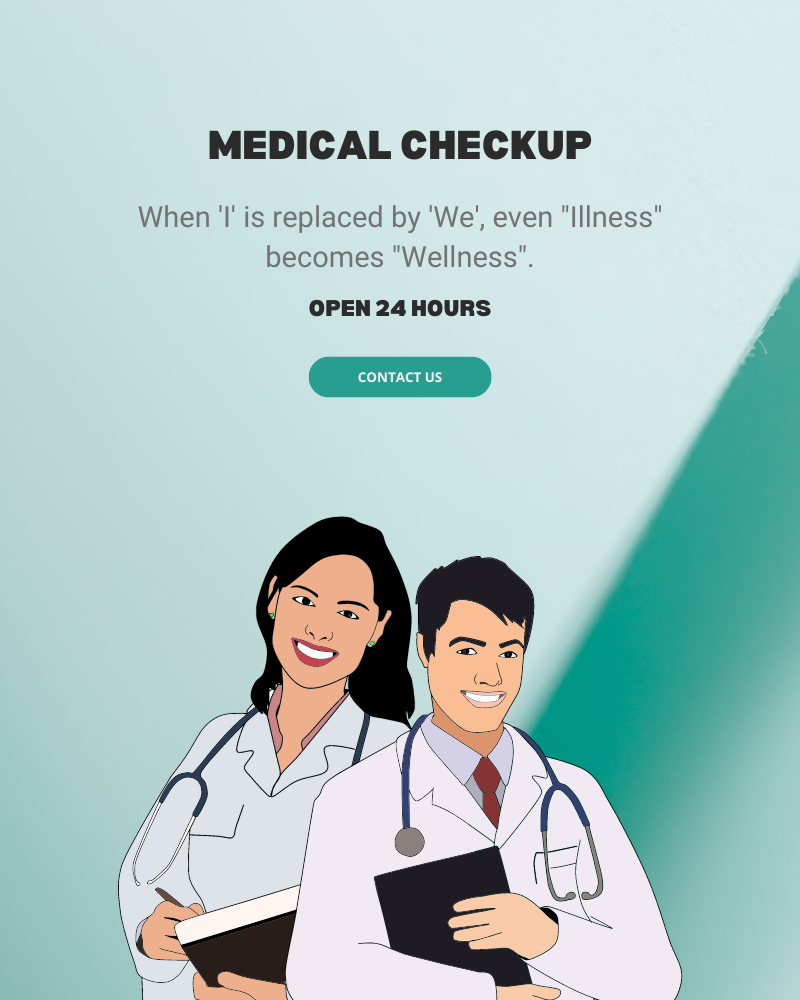 MEDICAL CHECKUP
When 'I' is replaced by 'We', even "Illness"
becomes "Wellness".
OPEN 24 HOURS
CONTACT US